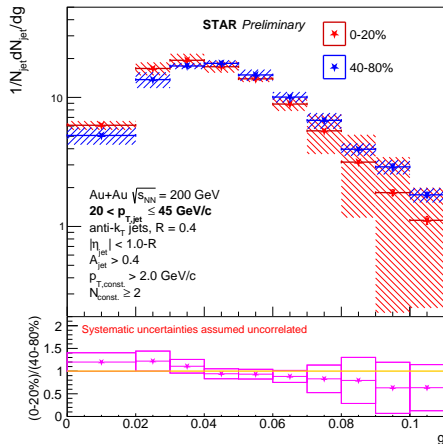 STAR Preliminary
0-20%
40-80%
1/N_jet dN_jet/dg
10
1
Au+Au √s_NN = 200 GeV
20 < p_T,jet ≤ 45 GeV/c
anti-k_T jets, R = 0.4
|η_jet| < 1.0-R
A_jet > 0.4
p_T,const. > 2.0 GeV/c
N_const. ≥ 2
(0-20%)/(40-80%)
2
1.5
1
0.5
0
Systematic uncertainties assumed uncorrelated
0 0.02 0.04 0.06 0.08 0.1
g